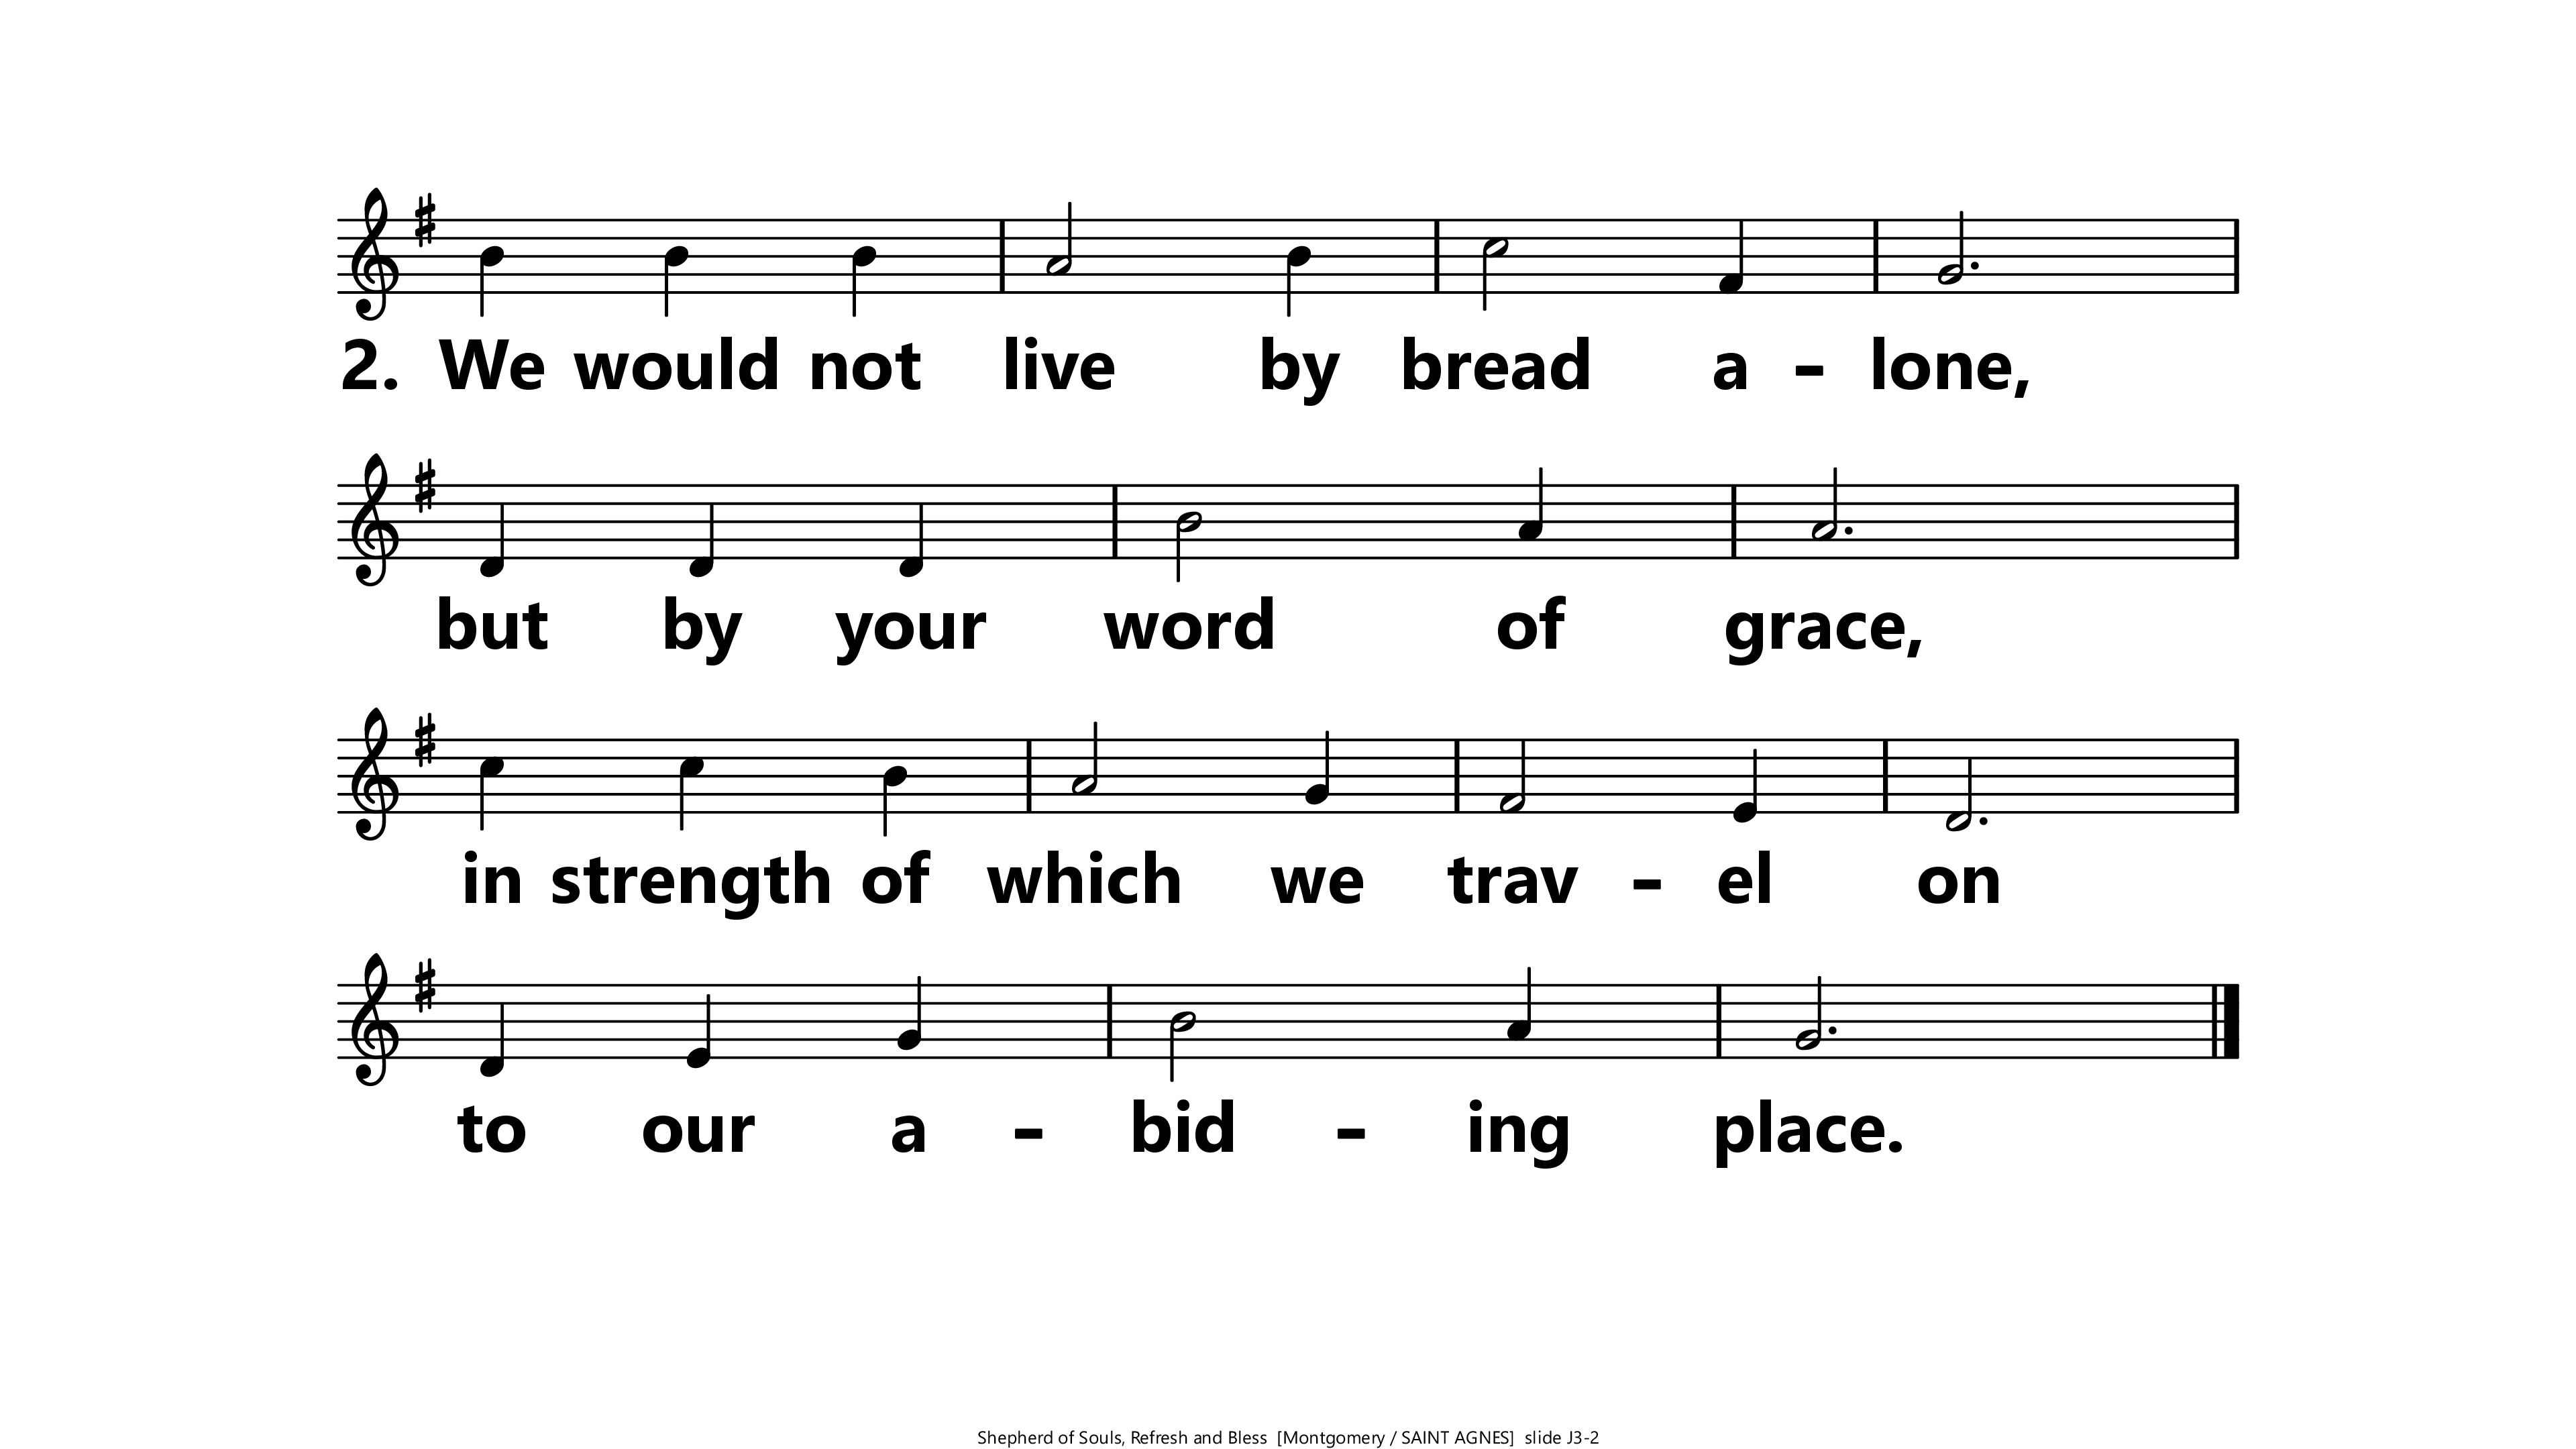 2. We would not live by bread a - lone,
but by your word of grace,
in strength of which we trav - el on
to our a - bid - ing place.
Shepherd of Souls, Refresh and Bless [Montgomery / SAINT AGNES] slide J3-2